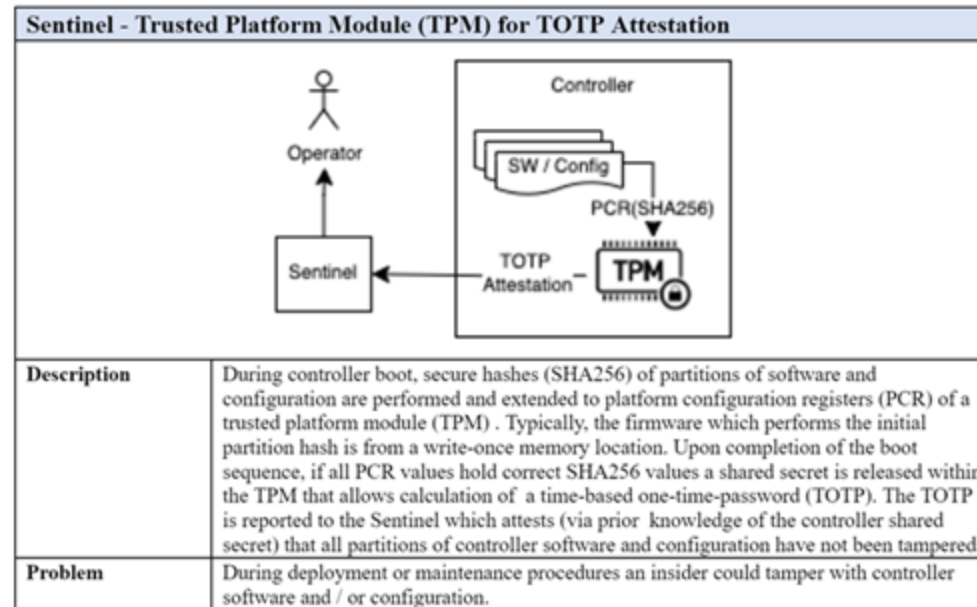 Sentinel - Trusted Platform Module (TPM) for TOTP Attestation
Controller
Operator
SW / Config
PCR(SHA256)
Sentinel
TOTP
Attestation
TPM
Description
During controller boot, secure hashes (SHA256) of partitions of software and
configuration are performed and extended to platform configuration registers (PCR) of a
trusted platform module (TPM) . Typically, the firmware which performs the initial
partition hash is from a write-once memory location. Upon completion of the boot
sequence, if all PCR values hold correct SHA256 values a shared secret is released within
the TPM that allows calculation of a time-based one-time-password (TOTP). The TOTP
is reported to the Sentinel which attests (via prior knowledge of the controller shared
secret) that all partitions of controller software and configuration have not been tampered
Problem
During deployment or maintenance procedures an insider could tamper with controller
software and / or configuration.